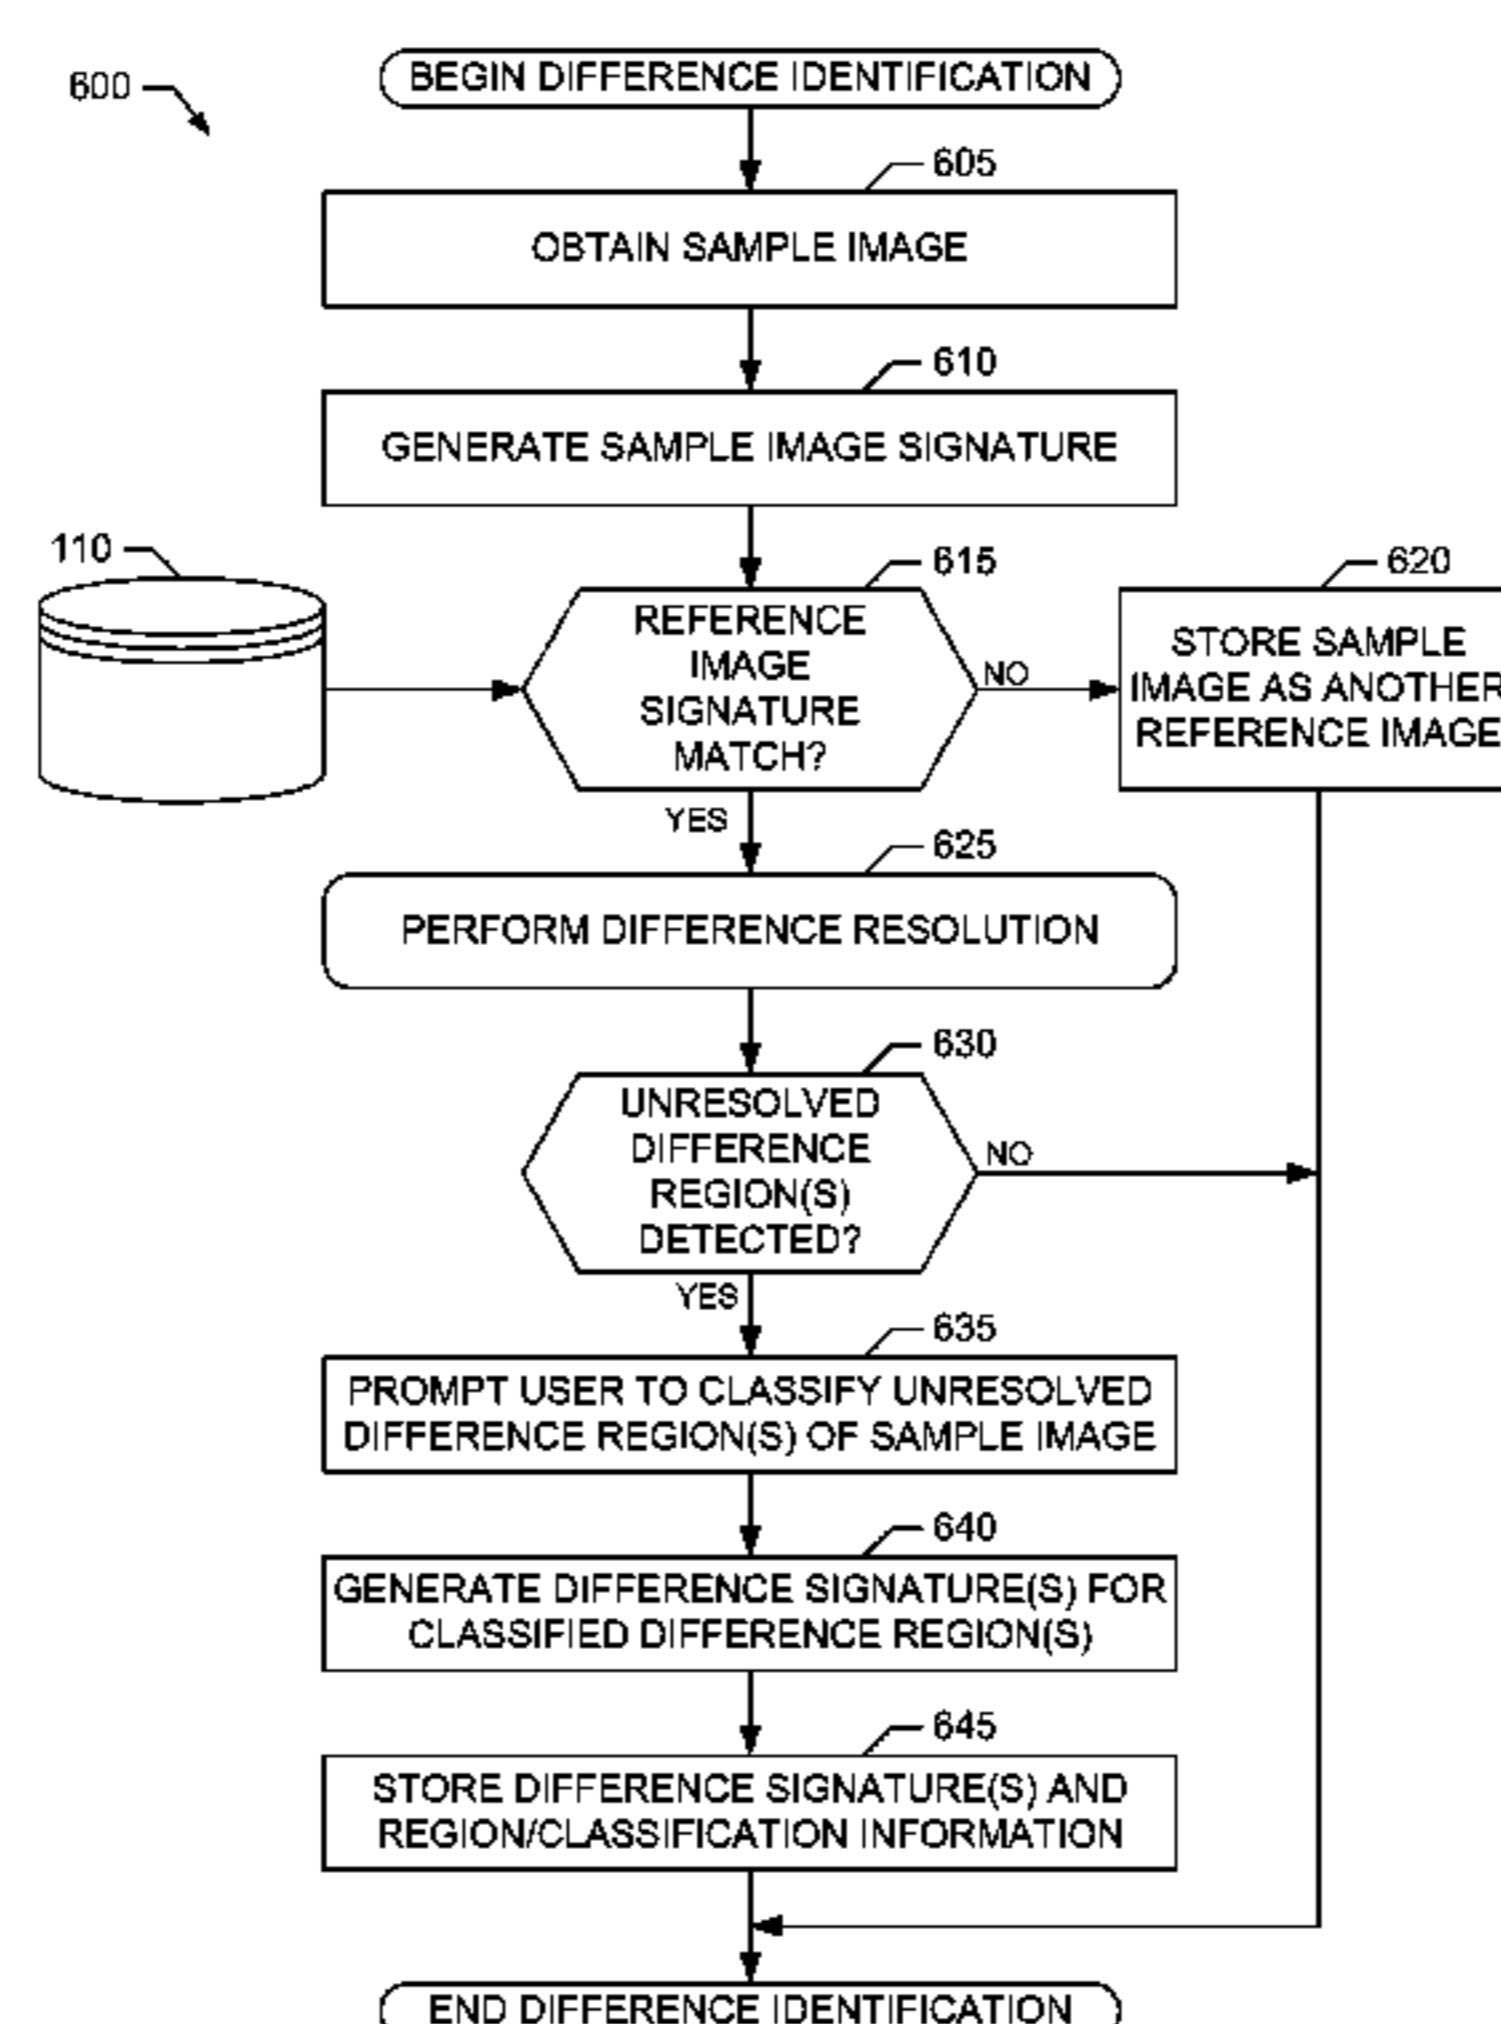 600
BEGIN DIFFERENCE IDENTIFICATION
605
OBTAIN SAMPLE IMAGE
610
GENERATE SAMPLE IMAGE SIGNATURE
110
615
REFERENCE
IMAGE
SIGNATURE
MATCH?
NO
620
STORE SAMPLE
IMAGE AS ANOTHER
REFERENCE IMAGE
YES
625
PERFORM DIFFERENCE RESOLUTION
630
UNRESOLVED
DIFFERENCE
REGION(S)
DETECTED?
NO
YES
635
PROMPT USER TO CLASSIFY UNRESOLVED
DIFFERENCE REGION(S) OF SAMPLE IMAGE
640
GENERATE DIFFERENCE SIGNATURE(S) FOR
CLASSIFIED DIFFERENCE REGION(S)
645
STORE DIFFERENCE SIGNATURE(S) AND
REGION/CLASSIFICATION INFORMATION
END DIFFERENCE IDENTIFICATION